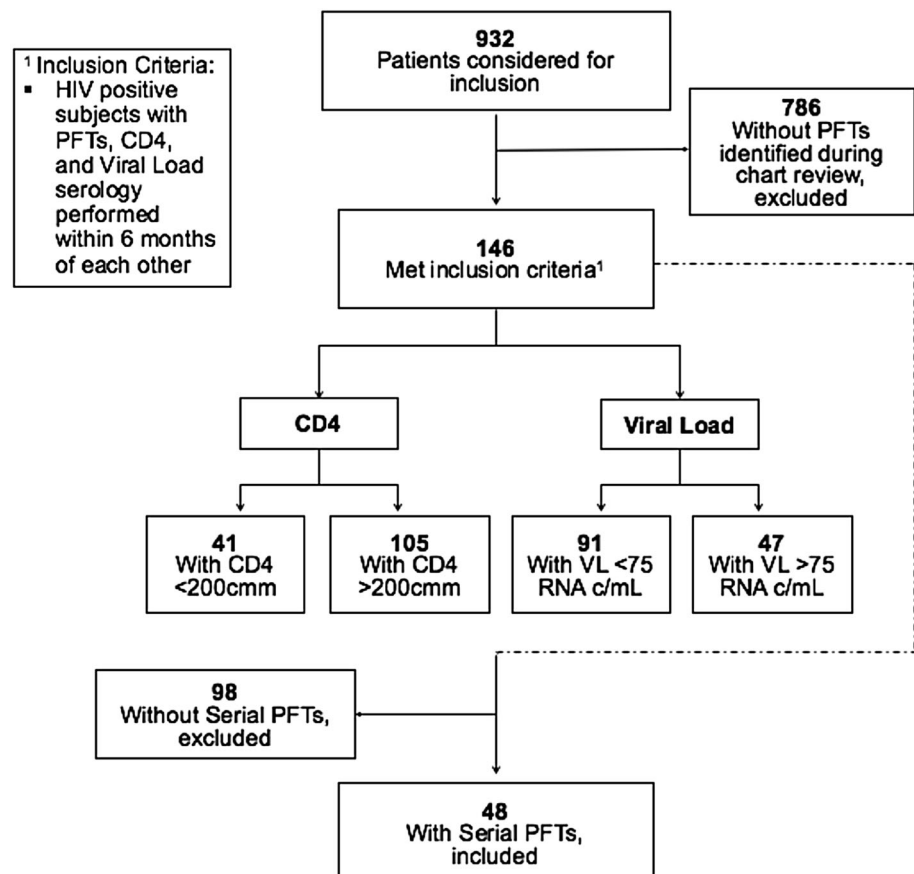 932
Patients considered for
inclusion
¹ Inclusion Criteria:
▪ HIV positive
subjects with
PFTs, CD4,
and Viral Load
serology
performed
within 6 months
of each other
786
Without PFTs
identified during
chart review,
excluded
146
Met inclusion criteria¹
CD4
Viral Load
41
With CD4
<200cmm
105
With CD4
>200cmm
91
With VL <75
RNA c/mL
47
With VL >75
RNA c/mL
98
Without Serial PFTs,
excluded
48
With Serial PFTs,
included